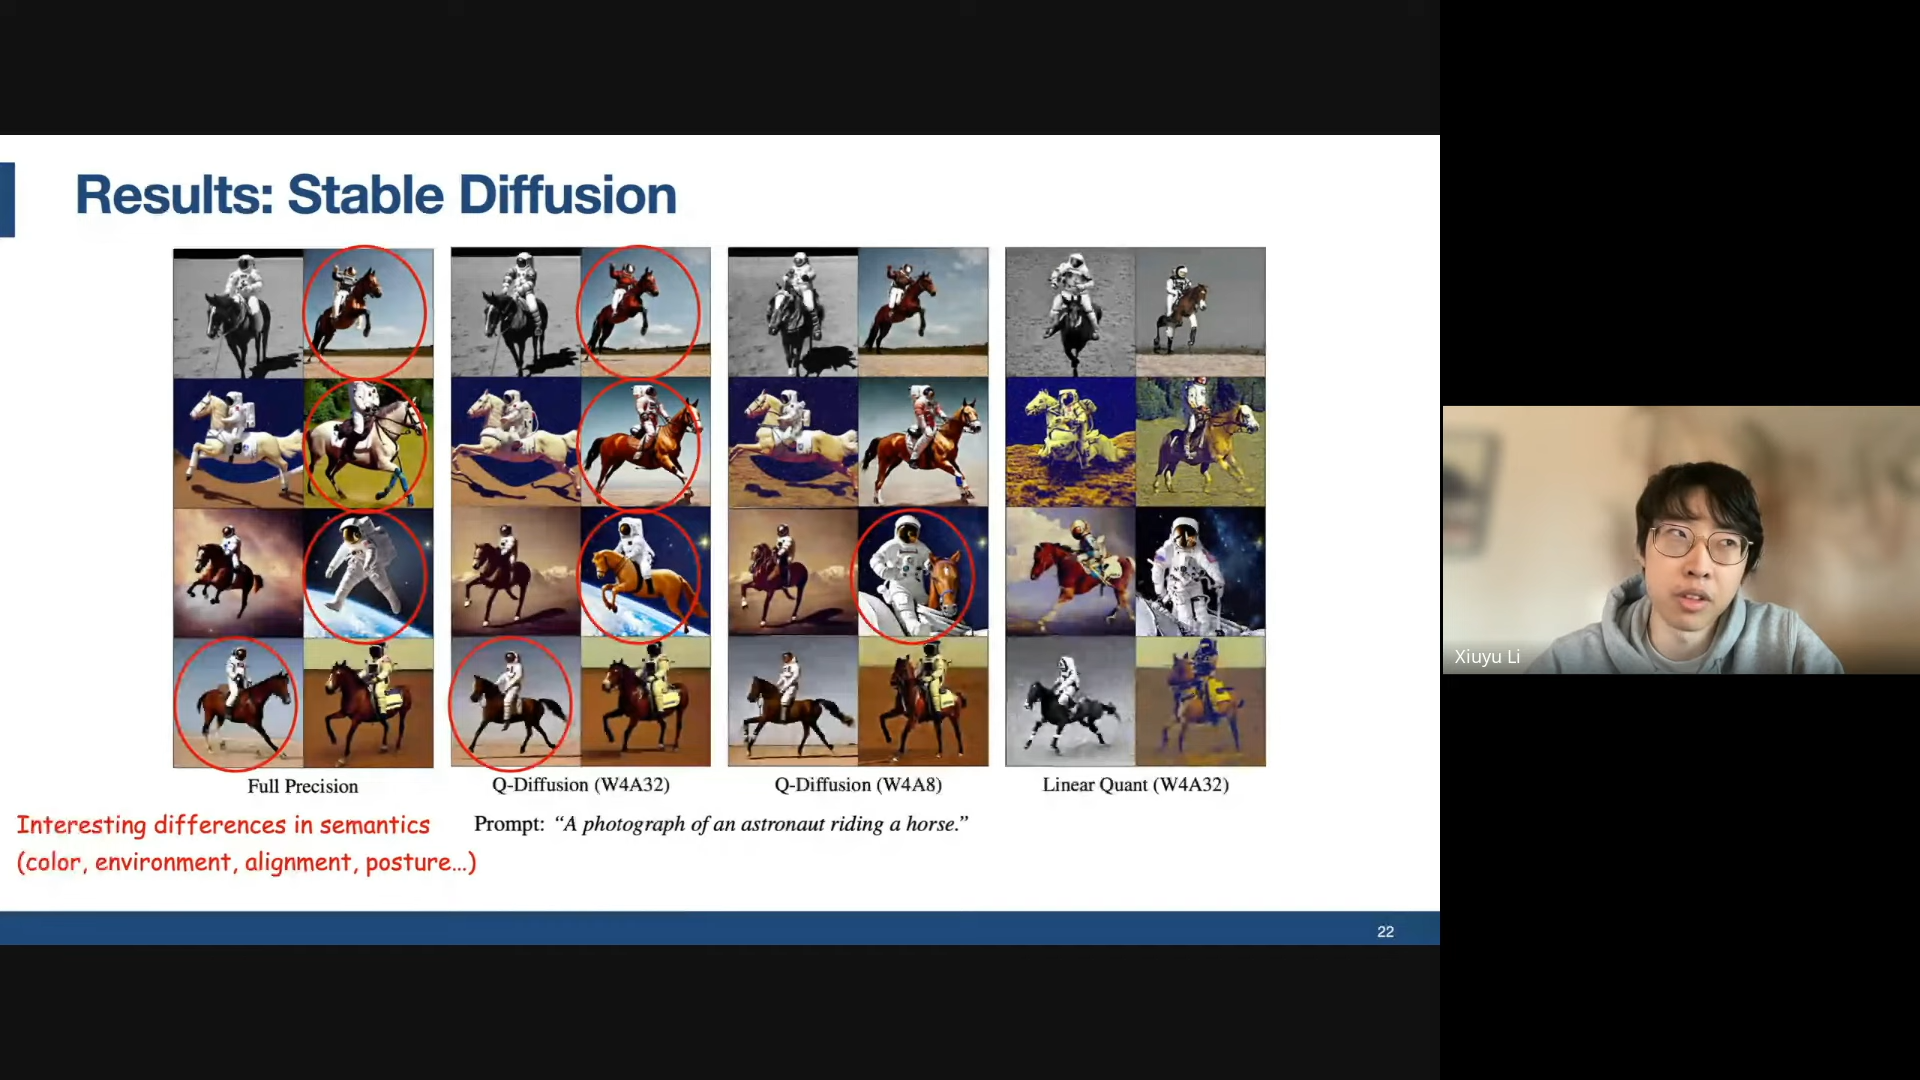 Results: Stable Diffusion
Full Precision
Q-Diffusion (W4A32)
Q-Diffusion (W4A8)
Linear Quant (W4A32)
Interesting differences in semantics
(color, environment, alignment, posture...)
Prompt: “A photograph of an astronaut riding a horse.”
22
Xiuyu Li